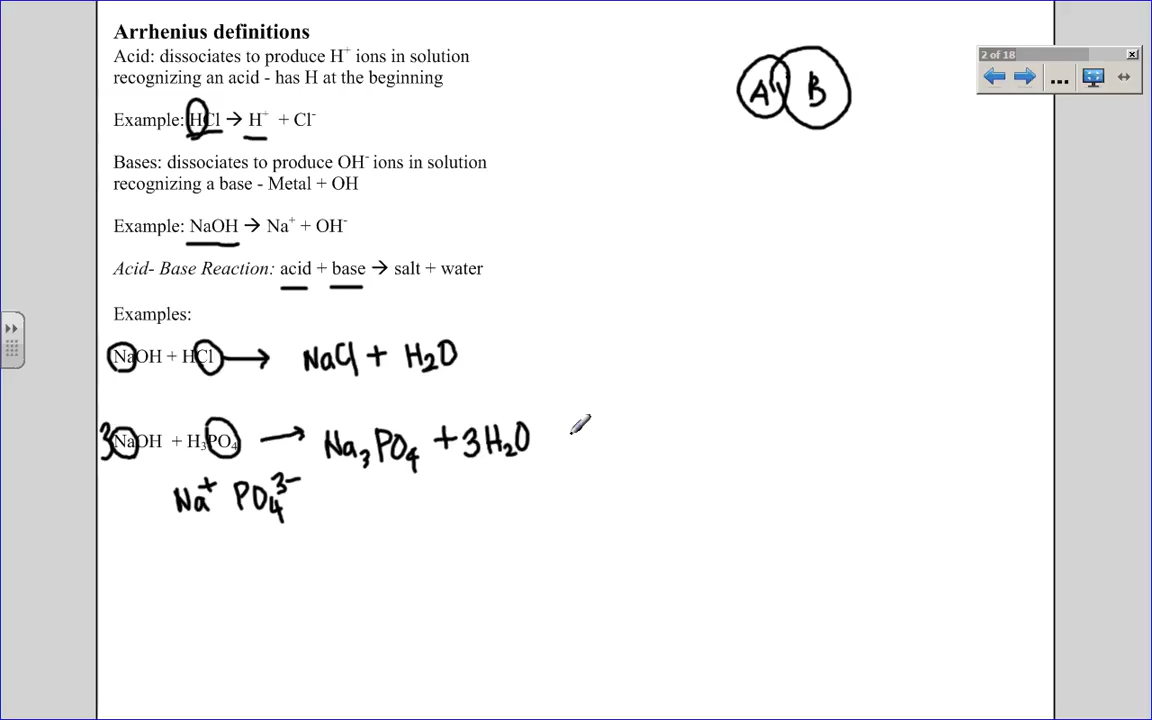 Arrhenius definitions
Acid: dissociates to produce H⁺ ions in solution
recognizing an acid - has H at the beginning
Example: HCl → H⁺ + Cl⁻
Bases: dissociates to produce OH⁻ ions in solution
recognizing a base - Metal + OH
Example: NaOH → Na⁺ + OH⁻
Acid- Base Reaction: acid + base → salt + water
Examples:
NaOH + HCl → NaCl + H₂O
3NaOH + H₃PO₄ → Na₃PO₄ + 3H₂O
Na⁺ PO₄³⁻
A B
2 of 18
...